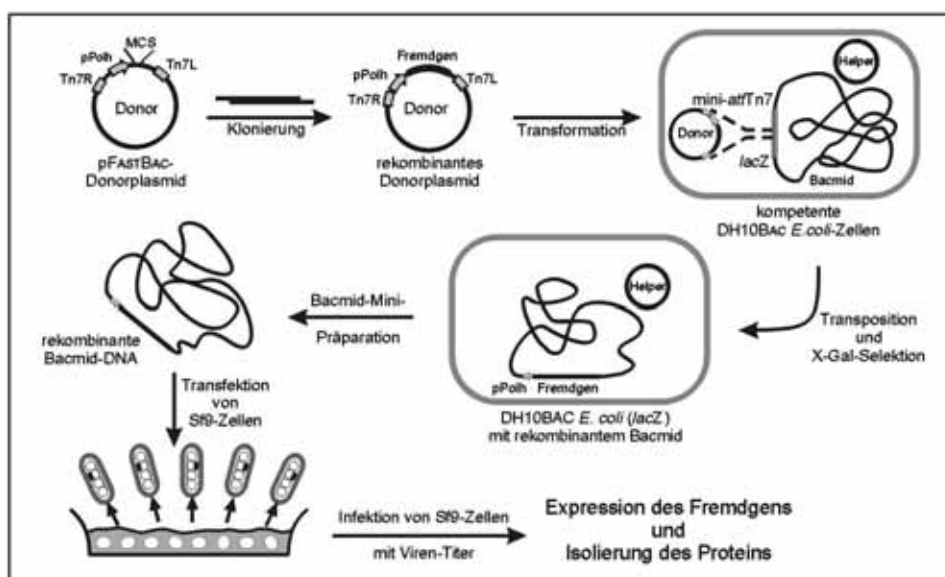 MCS
pPolh
Tn7R
Tn7L
Donor
pFASTBAC-
Donorplasmid
Klonierung
Fremdgen
pPolh
Tn7R
Tn7L
Donor
rekombinantes
Donorplasmid
Transformation
Helper
mini-attTn7
Donor
lacZ
Bacmid
kompetente
DH10BAC E.coli-Zellen
Transposition
und
X-Gal-Selektion
Helper
pPolh
Fremdgen
DH10BAC E. coli (lacZ)
mit rekombinantem Bacmid
Bacmid-Mini-
Präparation
rekombinante
Bacmid-DNA
Transfektion
von
Sf9-Zellen
Infektion von Sf9-Zellen
mit Viren-Titer
Expression des Fremdgens
und
Isolierung des Proteins